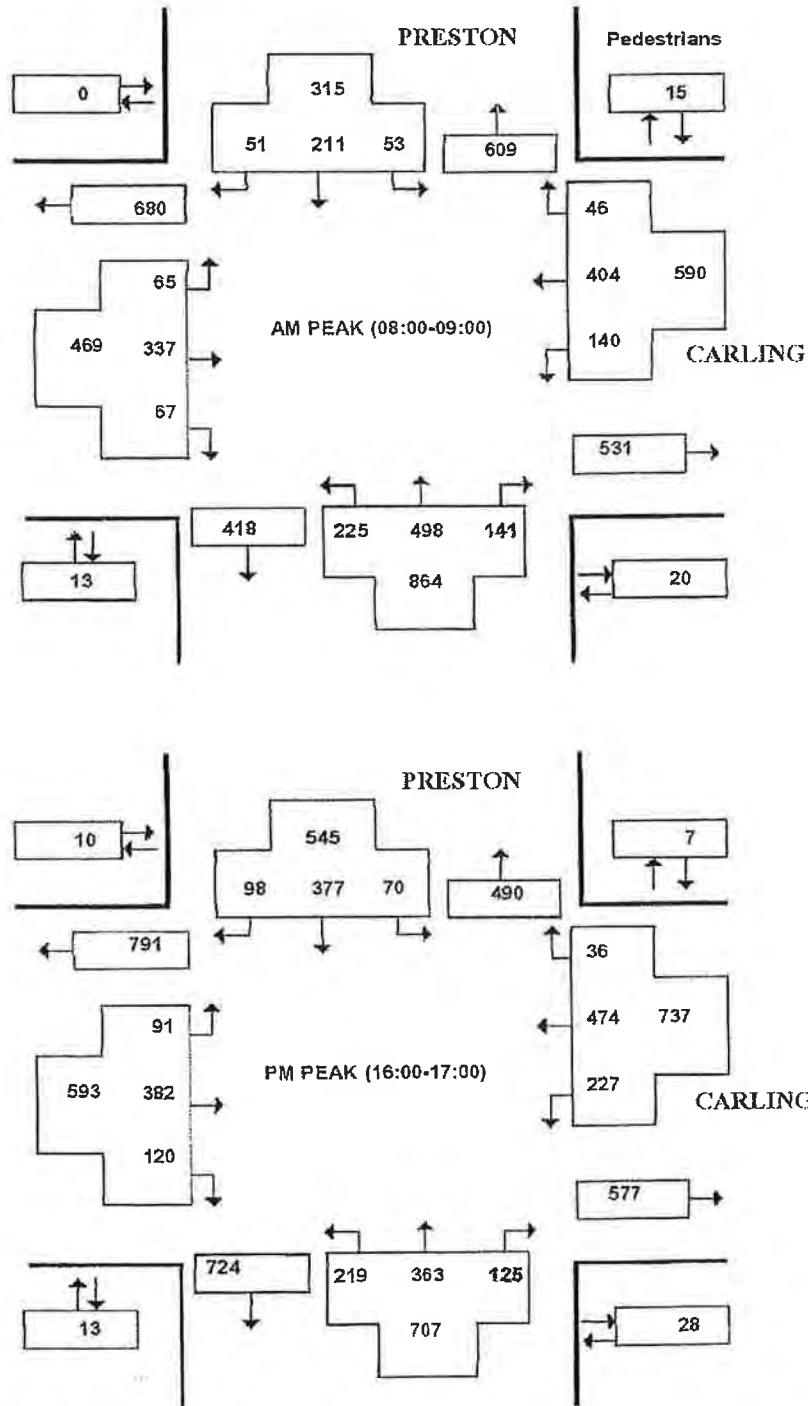 PRESTON Pedestrians
0 315 15
51 211 53 609
680 46
65 404 590
AM PEAK (08:00-09:00)
469 337 140
CARLING
67
531
418 225 498 141
13 864 20
PRESTON
10 545 7
98 377 70 490
791 36
91 474 737
PM PEAK (16:00-17:00)
593 382 227
CARLING
120
577
724 219 363 125
13 707 28